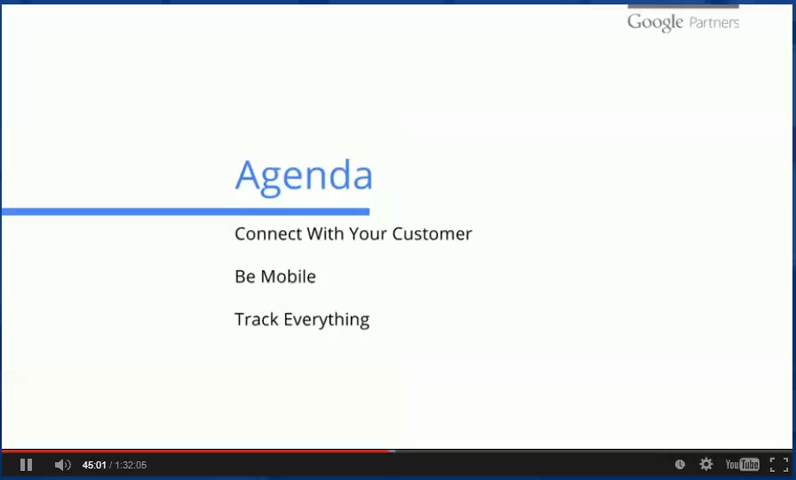 Google Partners
Agenda
Connect With Your Customer
Be Mobile
Track Everything
45:01 / 1:32:05
YouTube